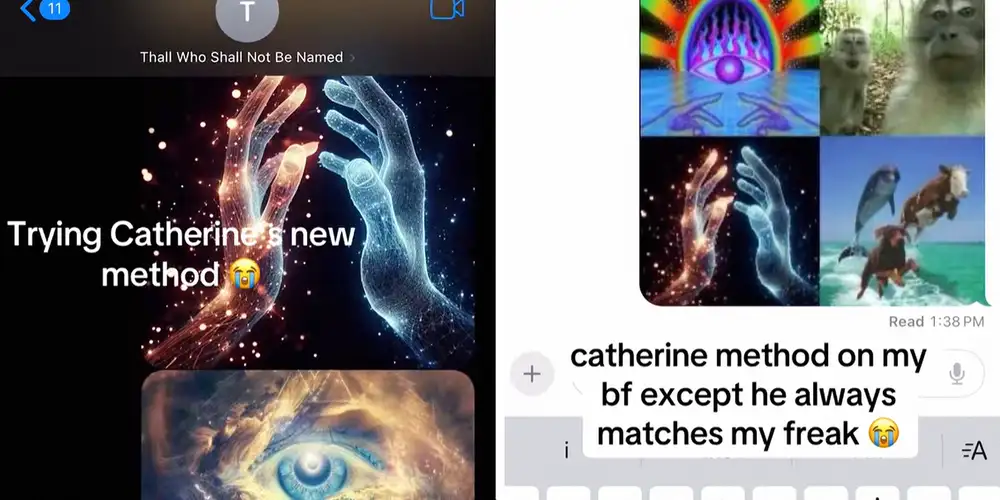 11
T
Thall Who Shall Not Be Named
Trying Catherine's new
method 😭
Read 1:38 PM
catherine method on my
bf except he always
matches my freak 😭
i
A